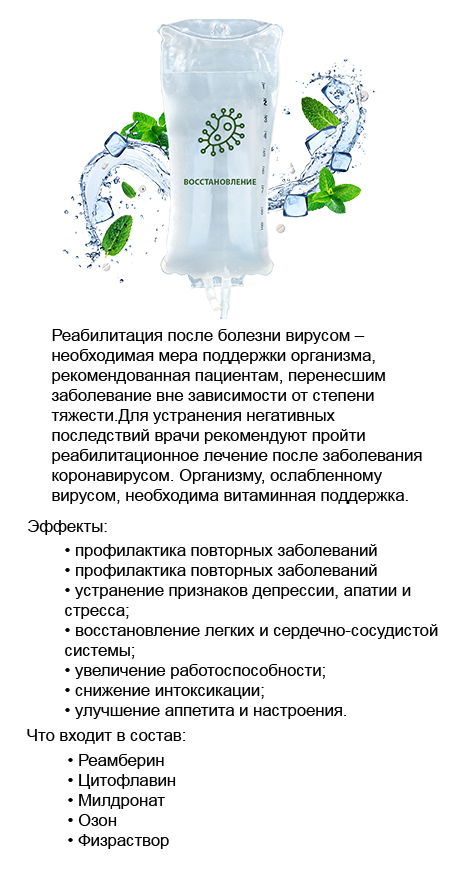 ВОССТАНОВЛЕНИЕ
Реабилитация после болезни вирусом –
необходимая мера поддержки организма,
рекомендованная пациентам, перенесшим
заболевание вне зависимости от степени
тяжести.Для устранения негативных
последствий врачи рекомендуют пройти
реабилитационное лечение после заболевания
коронавирусом. Организму, ослабленному
вирусом, необходима витаминная поддержка.
Эффекты:
• профилактика повторных заболеваний
• профилактика повторных заболеваний
• устранение признаков депрессии, апатии и
стресса;
• восстановление легких и сердечно-сосудистой
системы;
• увеличение работоспособности;
• снижение интоксикации;
• улучшение аппетита и настроения.
Что входит в состав:
• Реамберин
• Цитофлавин
• Милдронат
• Озон
• Физраствор